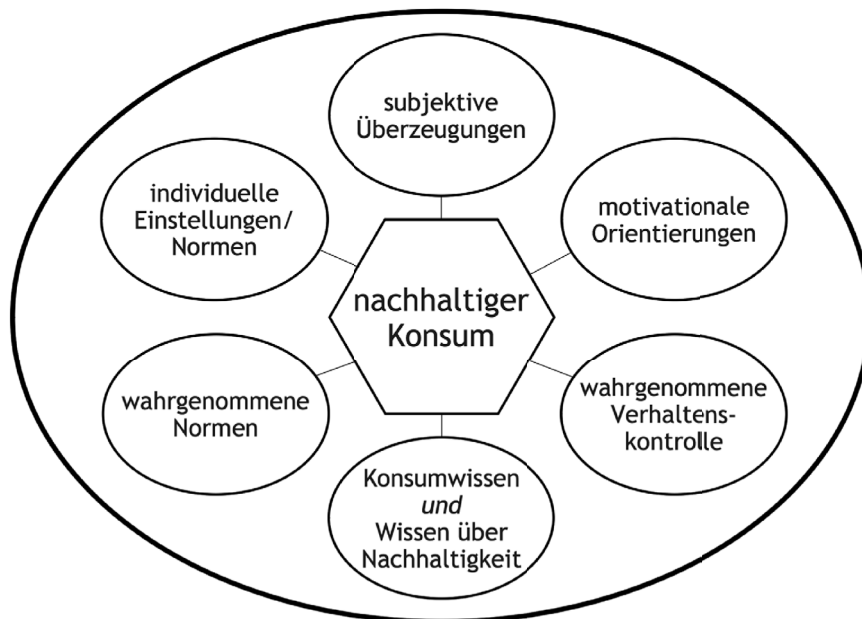 subjektive
Überzeugungen
individuelle
Einstellungen/
Normen
motivationale
Orientierungen
nachhaltiger
Konsum
wahrgenommene
Normen
wahrgenommene
Verhaltens-
kontrolle
Konsumwissen
und
Wissen über
Nachhaltigkeit